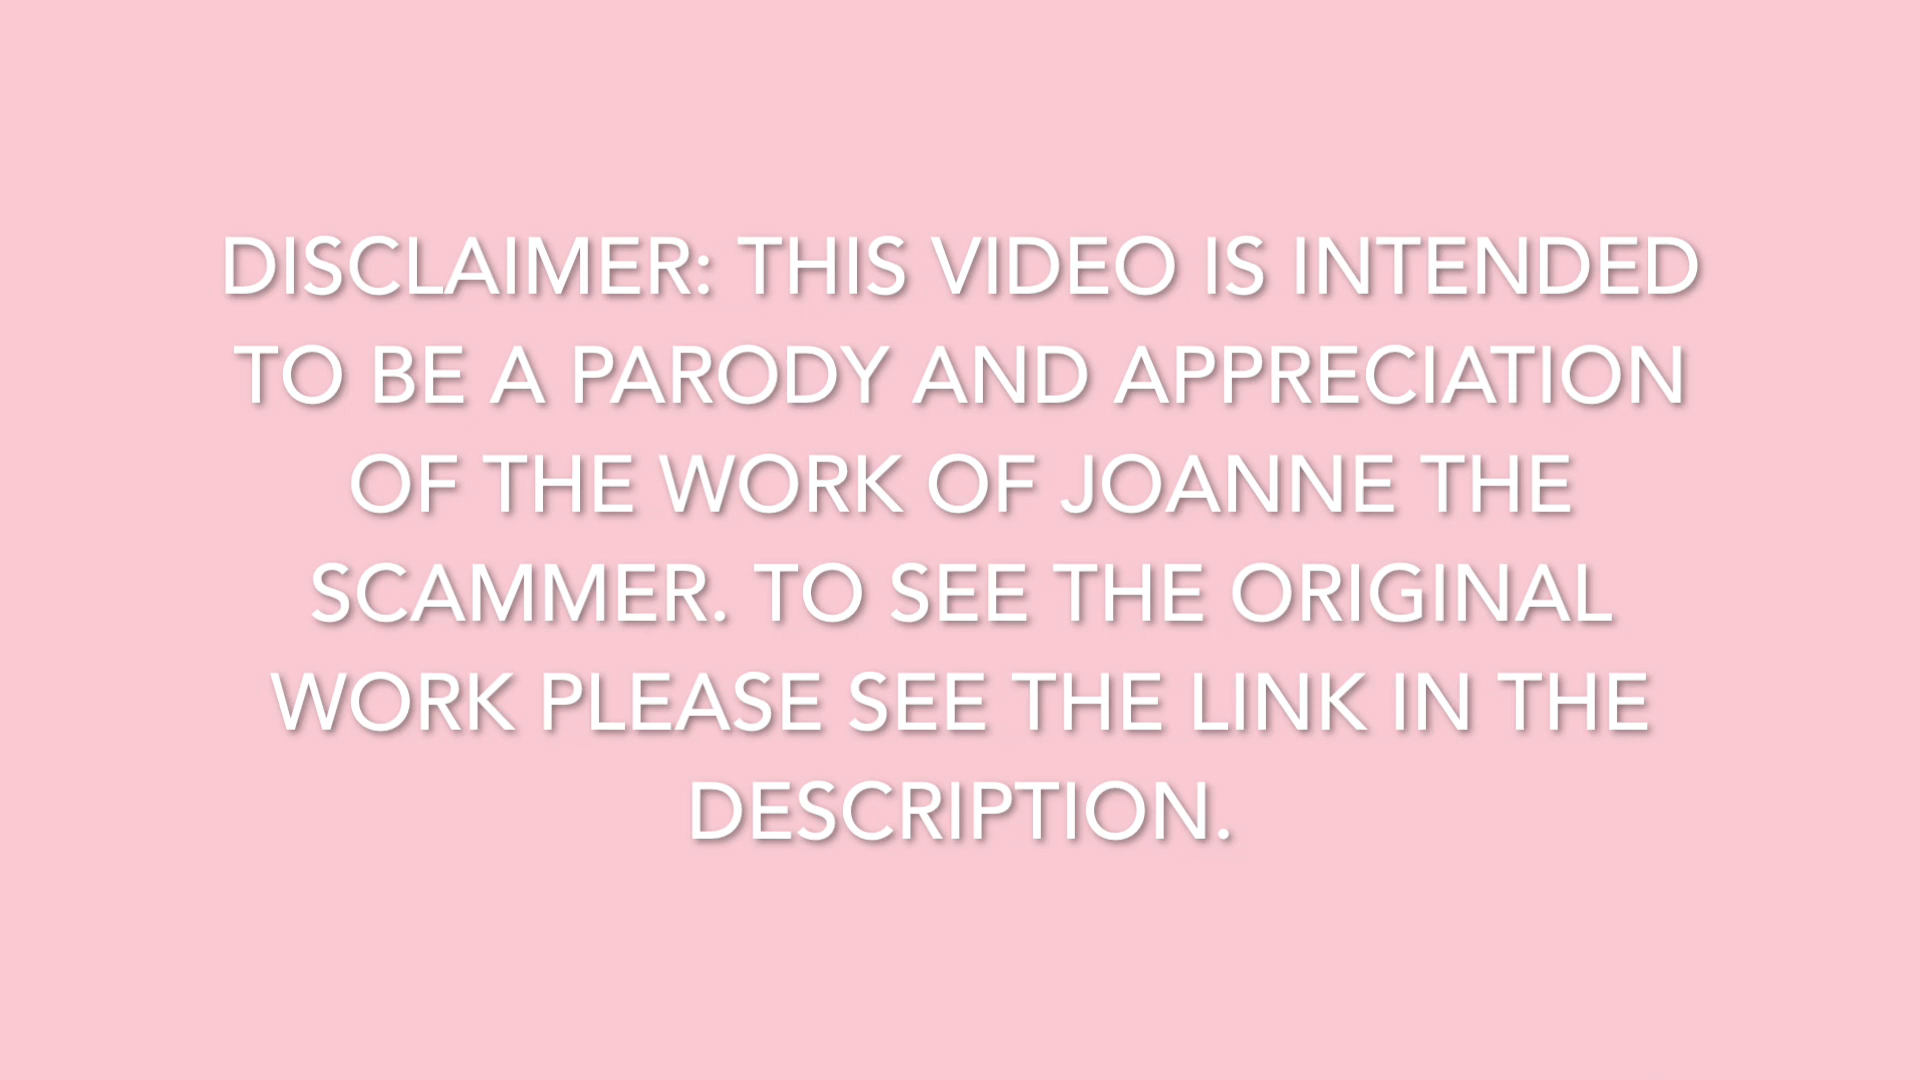 DISCLAIMER: THIS VIDEO IS INTENDED
TO BE A PARODY AND APPRECIATION
OF THE WORK OF JOANNE THE
SCAMMER. TO SEE THE ORIGINAL
WORK PLEASE SEE THE LINK IN THE
DESCRIPTION.